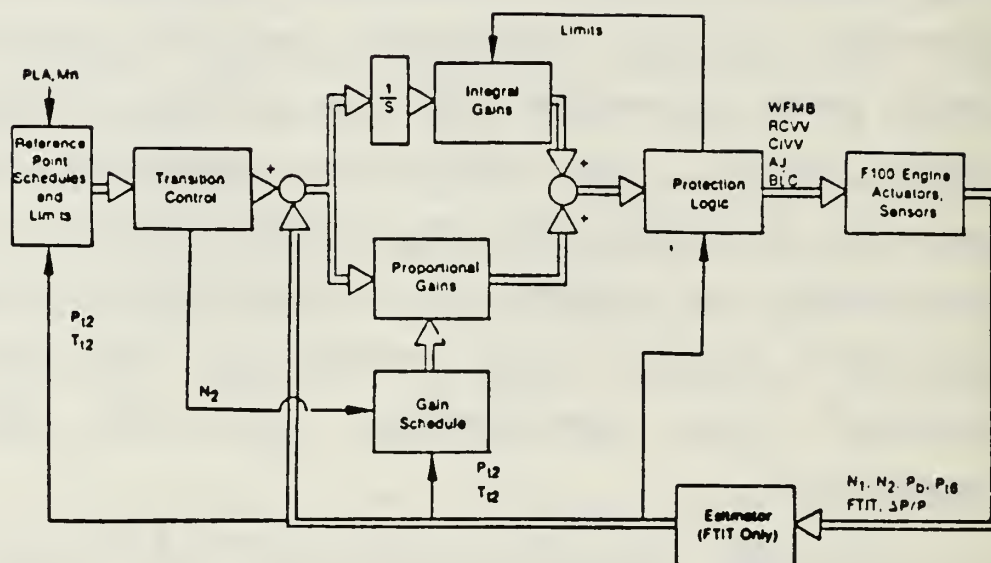 Limits
PLA, Mn
Reference
Point
Schedules
and
Limits
Transition
Control
+
1
S
Integral
Gains
+
+
Proportional
Gains
Protection
Logic
WFMB
RCVV
CIVV
AJ
BLC
F100 Engine
Actuators,
Sensors
Pt2
Tt2
N2
Gain
Schedule
Pt2
Tt2
Estimator
(FTIT Only)
N1, N2, Pb, Pt6
FTIT, ΔP/P